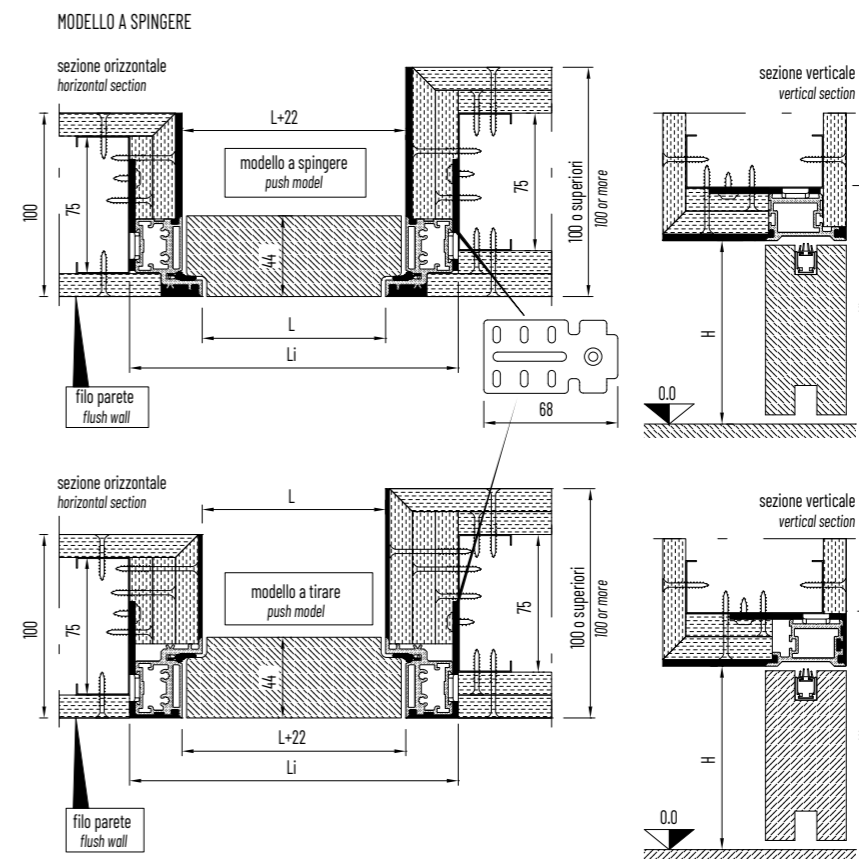 MODELLO A SPINGERE
sezione orizzontale
horizontal section
sezione verticale
vertical section
L+22
modello a spingere
push model
100
75
44
75
100 o superiori
100 or more
L
Li
H
0.0
68
filo parete
flush wall
sezione orizzontale
horizontal section
sezione verticale
vertical section
L
modello a tirare
push model
100
75
44
75
100 o superiori
100 or more
L+22
Li
H
0.0
filo parete
flush wall